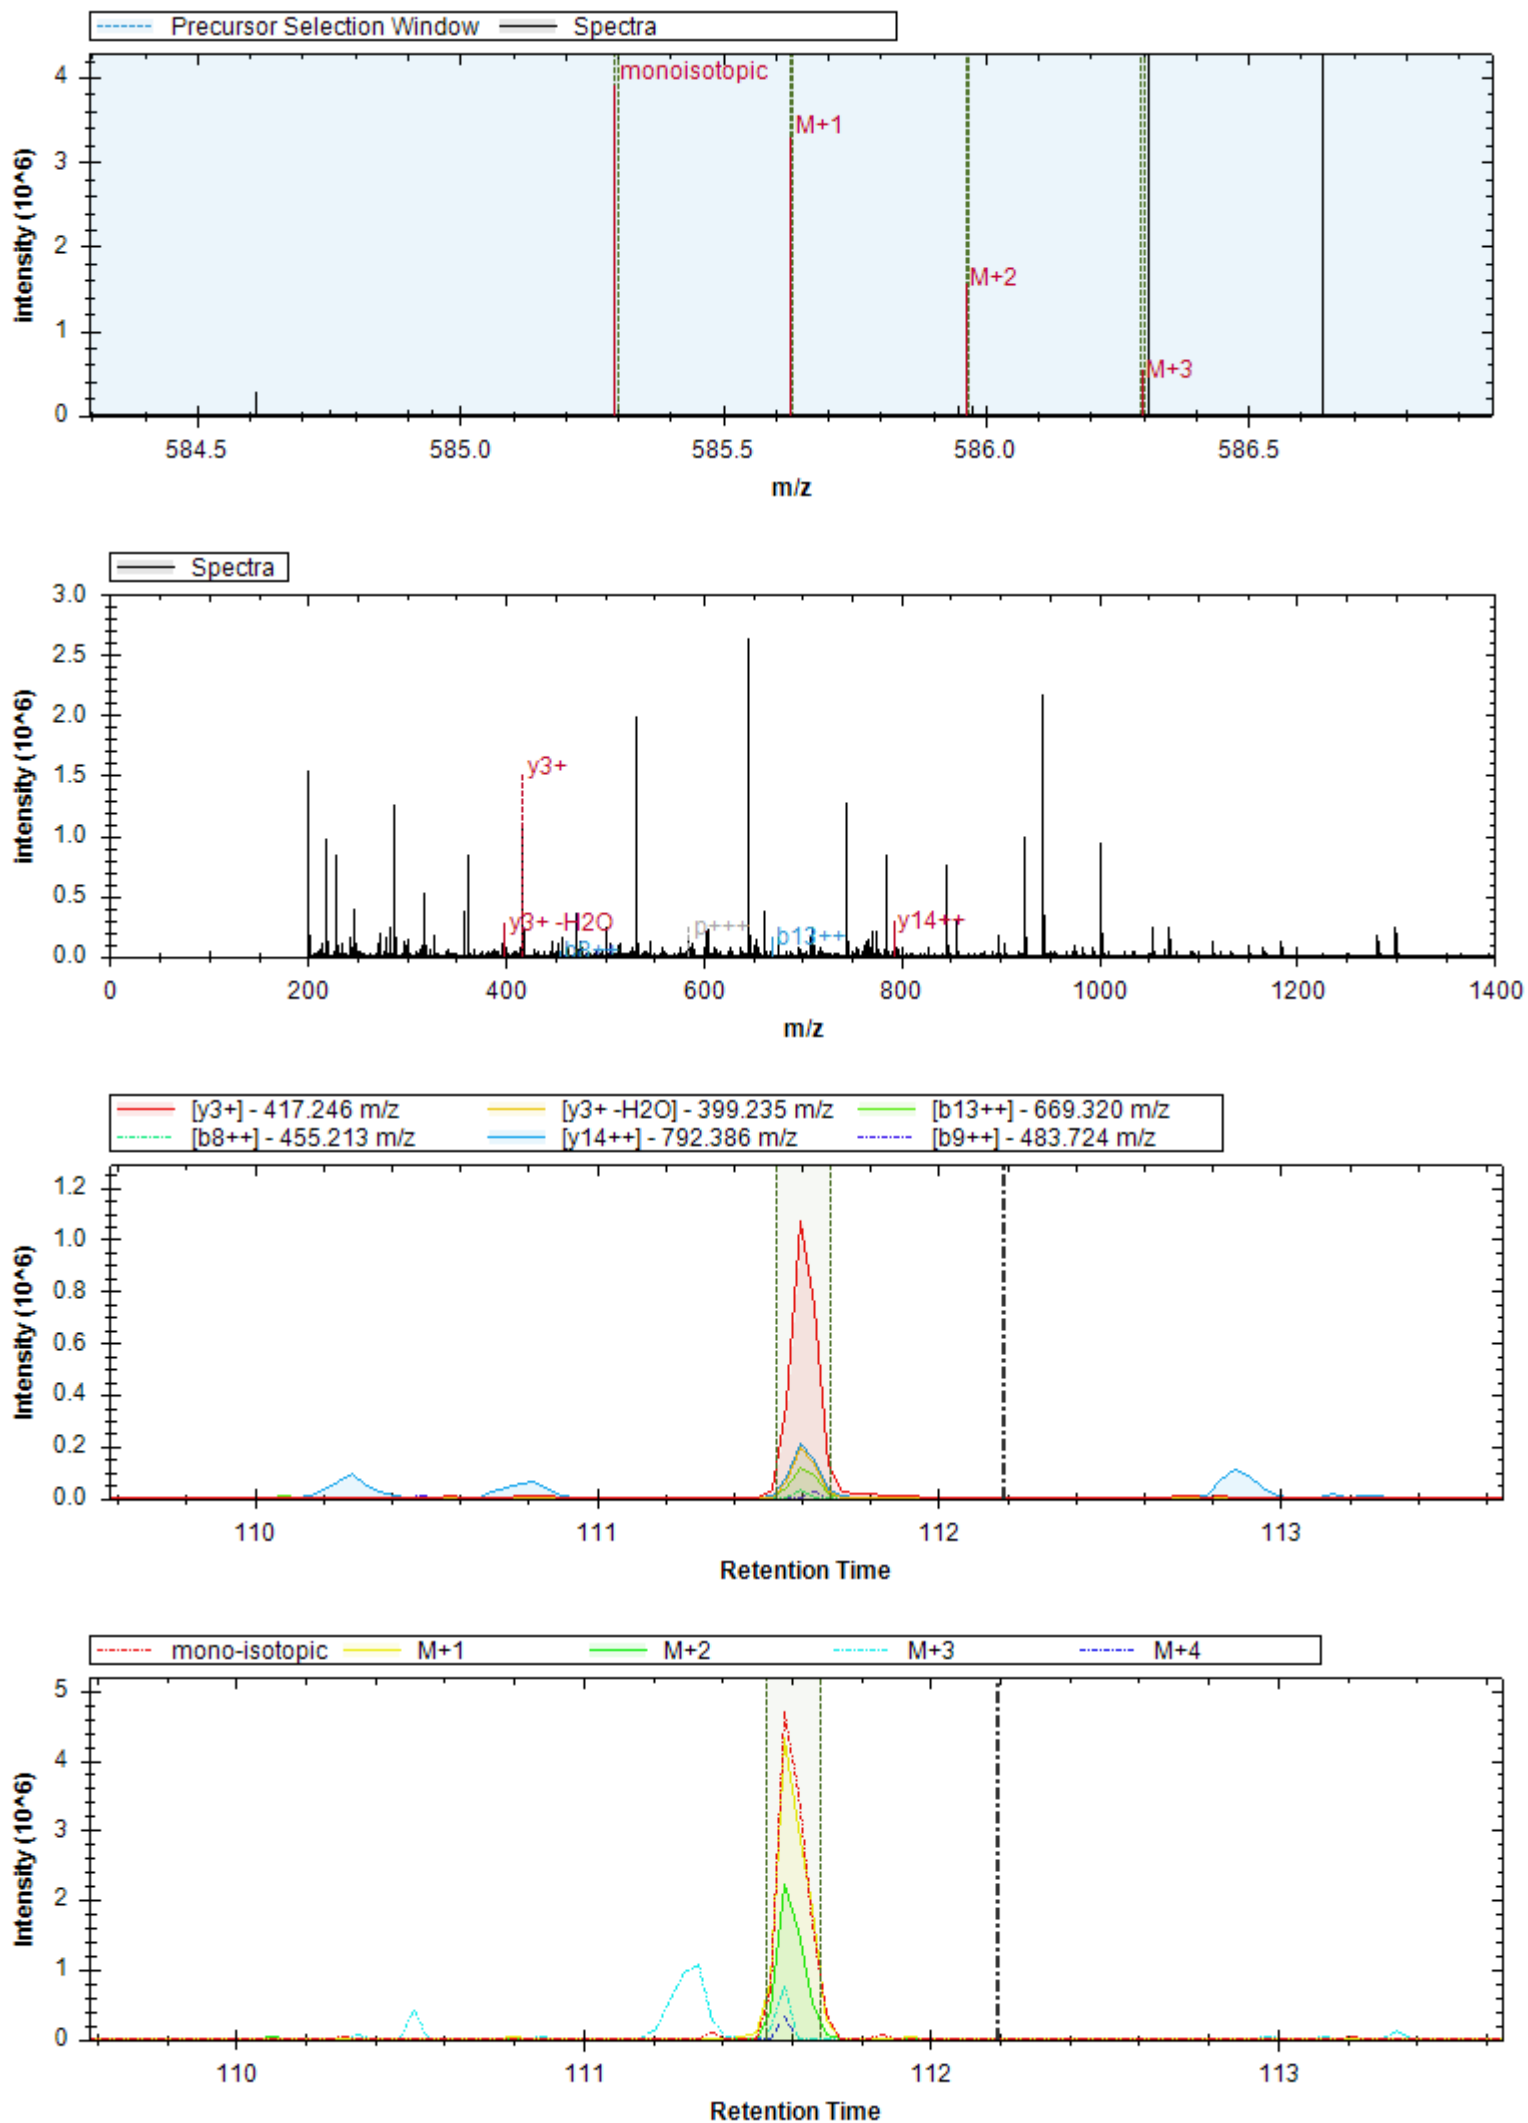 Precursor Selection Window Spectra
monoisotopic
M+1
M+2
M+3
intensity (10^6)
4
3
2
1
0
584.5 585.0 585.5 586.0 586.5
m/z
Spectra
intensity (10^6)
3.0
2.5
2.0
1.5
1.0
0.5
0.0
y3+
y3+ -H2O
b8++
p+++
b13++
y14++
0 200 400 600 800 1000 1200 1400
m/z
[y3+] - 417.246 m/z [y3+ -H2O] - 399.235 m/z [b13++] - 669.320 m/z
[b8++] - 455.213 m/z [y14++] - 792.386 m/z [b9++] - 483.724 m/z
Intensity (10^6)
1.2
1.0
0.8
0.6
0.4
0.2
0.0
110 111 112 113
Retention Time
mono-isotopic M+1 M+2 M+3 M+4
Intensity (10^6)
5
4
3
2
1
0
110 111 112 113
Retention Time